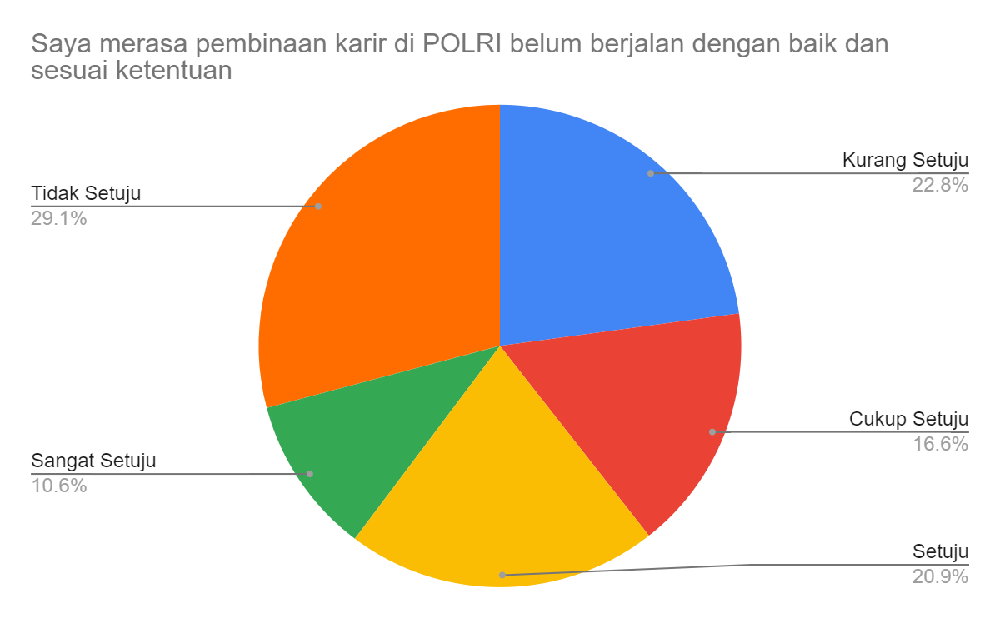 Saya merasa pembinaan karir di POLRI belum berjalan dengan baik dan
sesuai ketentuan
Kurang Setuju
22.8%
Tidak Setuju
29.1%
Cukup Setuju
16.6%
Sangat Setuju
10.6%
Setuju
20.9%